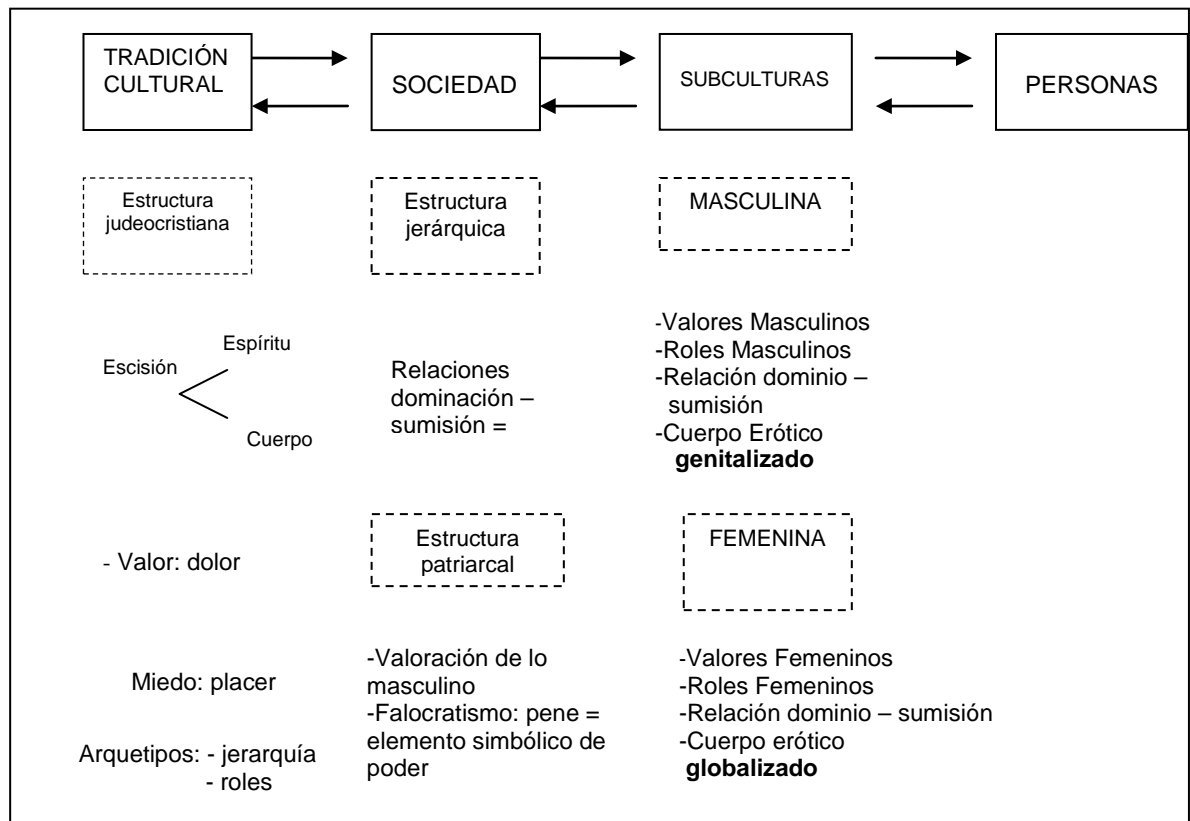 TRADICIÓN
CULTURAL
SOCIEDAD
SUBCULTURAS
PERSONAS
Estructura
judeocristiana
Escisión
Espíritu
Cuerpo
- Valor: dolor
Miedo: placer
Arquetipos: - jerarquía
- roles
Estructura
jerárquica
Relaciones
dominación –
sumisión =
Estructura
patriarcal
-Valoración de lo
masculino
-Falocratismo: pene =
elemento simbólico de
poder
MASCULINA
-Valores Masculinos
-Roles Masculinos
-Relación dominio –
sumisión
-Cuerpo Erótico
genitalizado
FEMENINA
-Valores Femeninos
-Roles Femeninos
-Relación dominio – sumisión
-Cuerpo erótico
globalizado